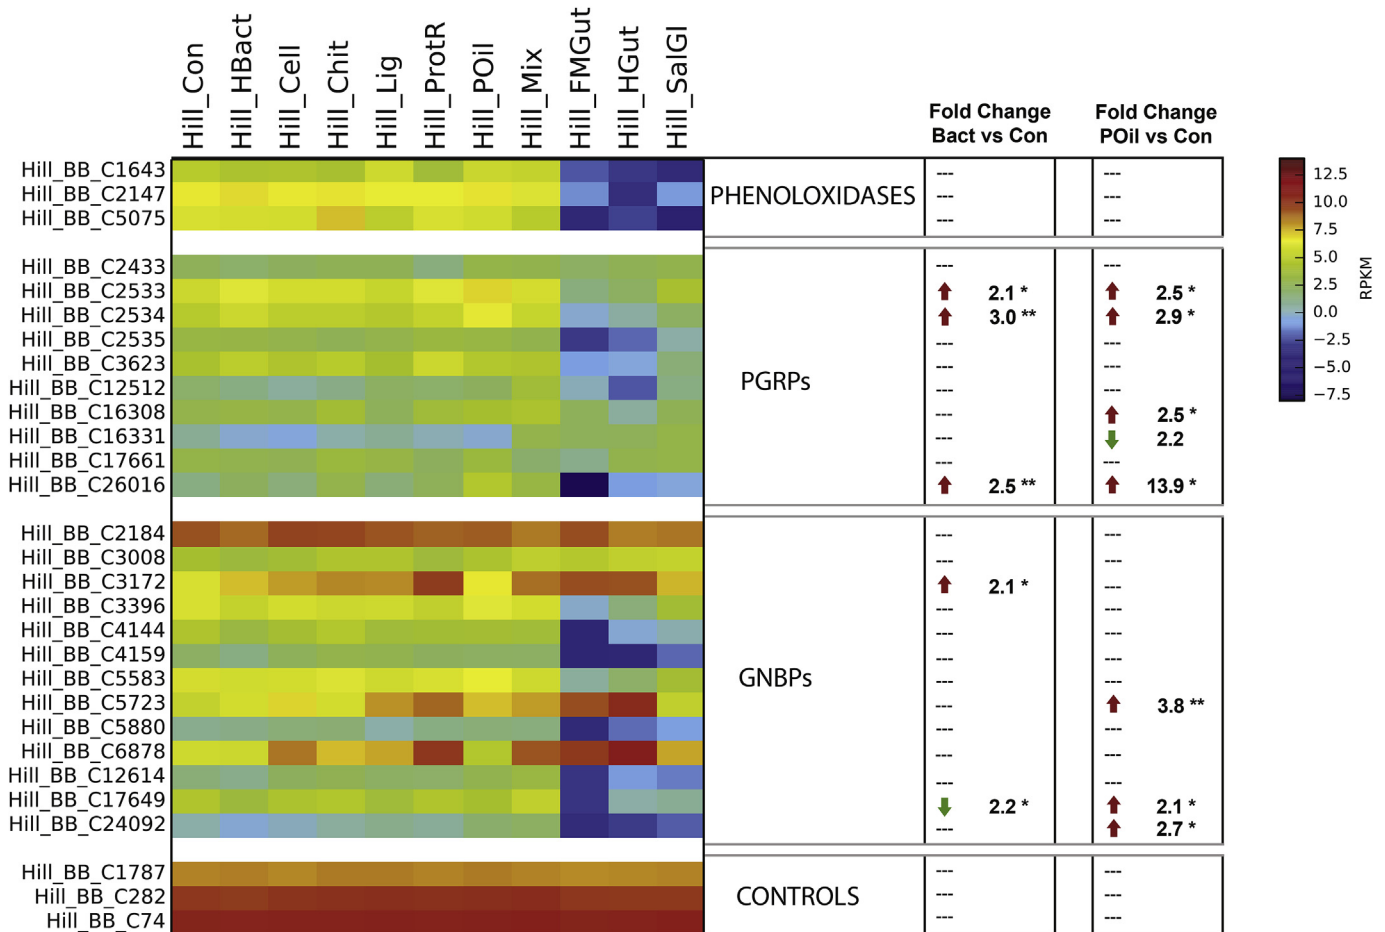 Hill_Con
Hill_HBact
Hill_Cell
Hill_Chit
Hill_Lig
Hill_ProtR
Hill_POil
Hill_Mix
Hill_FMGut
Hill_HGut
Hill_SalGl
Fold Change
Bact vs Con
Fold Change
POil vs Con
Hill_BB_C1643 --- ---
Hill_BB_C2147 --- ---
Hill_BB_C5075 --- ---
PHENOLOXIDASES
Hill_BB_C2433 --- ---
Hill_BB_C2533 2.1 * 2.5 *
Hill_BB_C2534 3.0 ** 2.9 *
Hill_BB_C2535 --- ---
Hill_BB_C3623 --- ---
Hill_BB_C12512 --- ---
Hill_BB_C16308 --- 2.5 *
Hill_BB_C16331 --- 2.2
Hill_BB_C17661 --- ---
Hill_BB_C26016 2.5 ** 13.9 *
PGRPs
Hill_BB_C2184 --- ---
Hill_BB_C3008 --- ---
Hill_BB_C3172 2.1 * ---
Hill_BB_C3396 --- ---
Hill_BB_C4144 --- ---
Hill_BB_C4159 --- ---
Hill_BB_C5583 --- ---
Hill_BB_C5723 --- 3.8 **
Hill_BB_C5880 --- ---
Hill_BB_C6878 --- ---
Hill_BB_C12614 --- ---
Hill_BB_C17649 2.2 * 2.1 *
Hill_BB_C24092 --- 2.7 *
GNBPs
Hill_BB_C1787 --- ---
Hill_BB_C282 --- ---
Hill_BB_C74 --- ---
CONTROLS
12.5
10.0
7.5
5.0
2.5
0.0
−2.5
−5.0
−7.5
RPKM